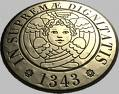 IN SUPREMÆ DIGNITATIS
* 1343 *